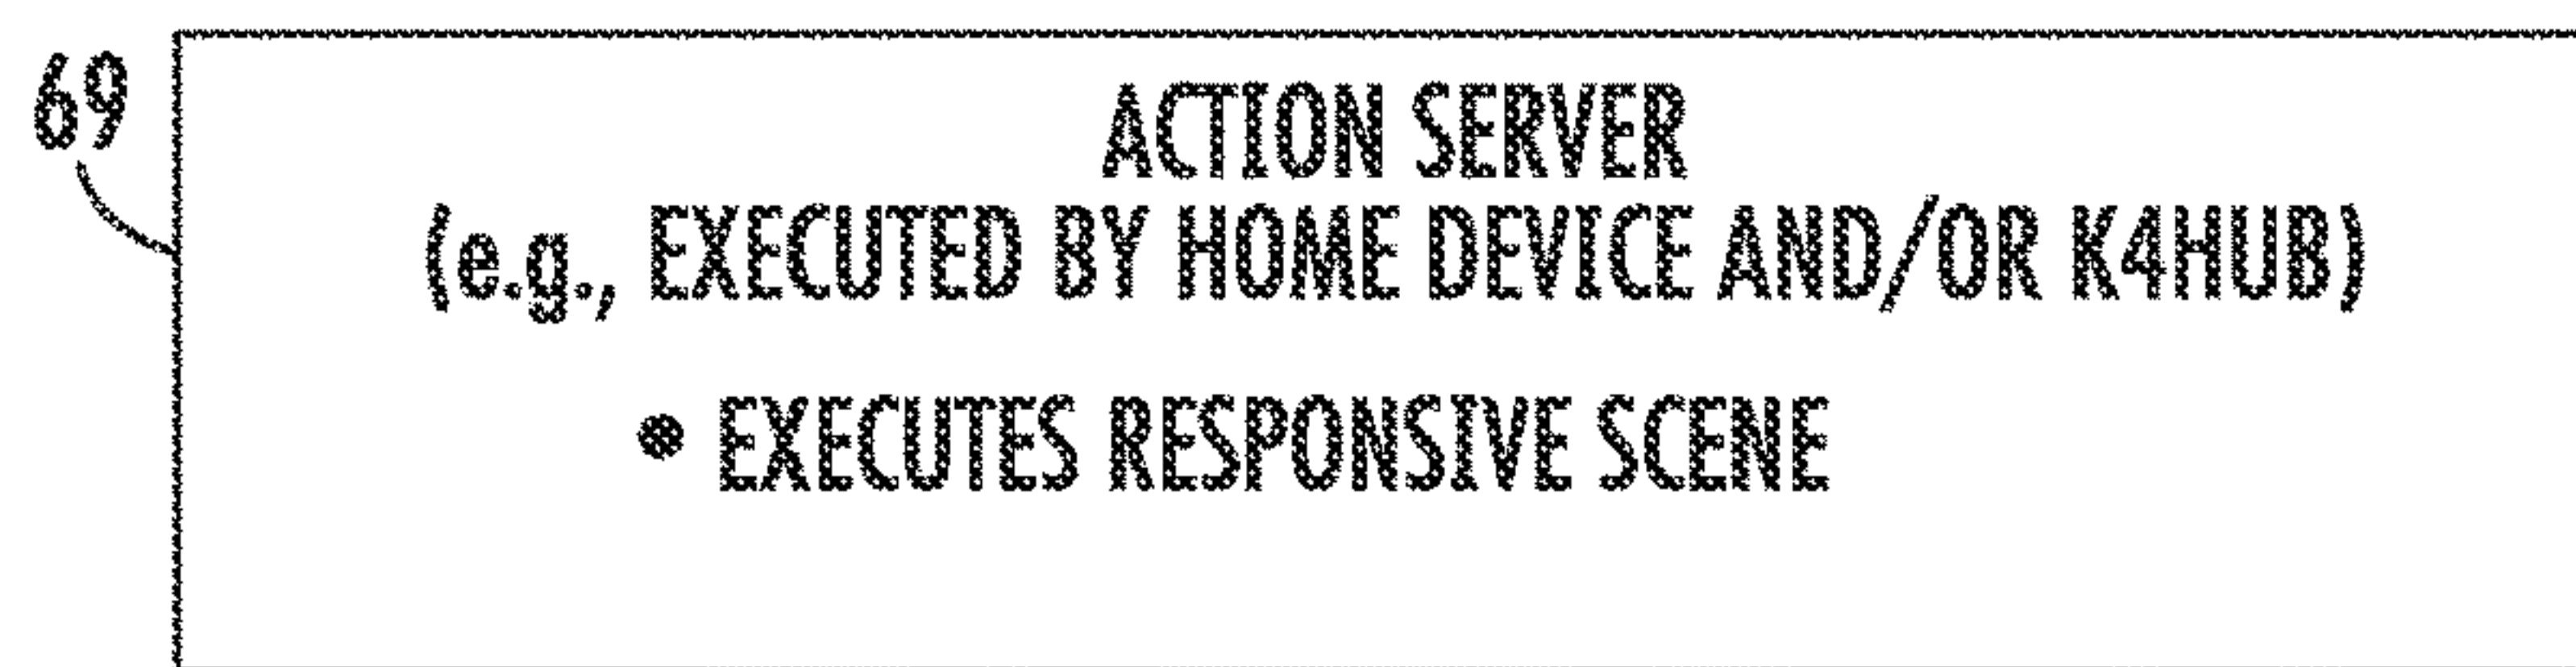 69
ACTION SERVER
(e.g., EXECUTED BY HOME DEVICE AND/OR K4HUB)
• EXECUTES RESPONSIVE SCENE